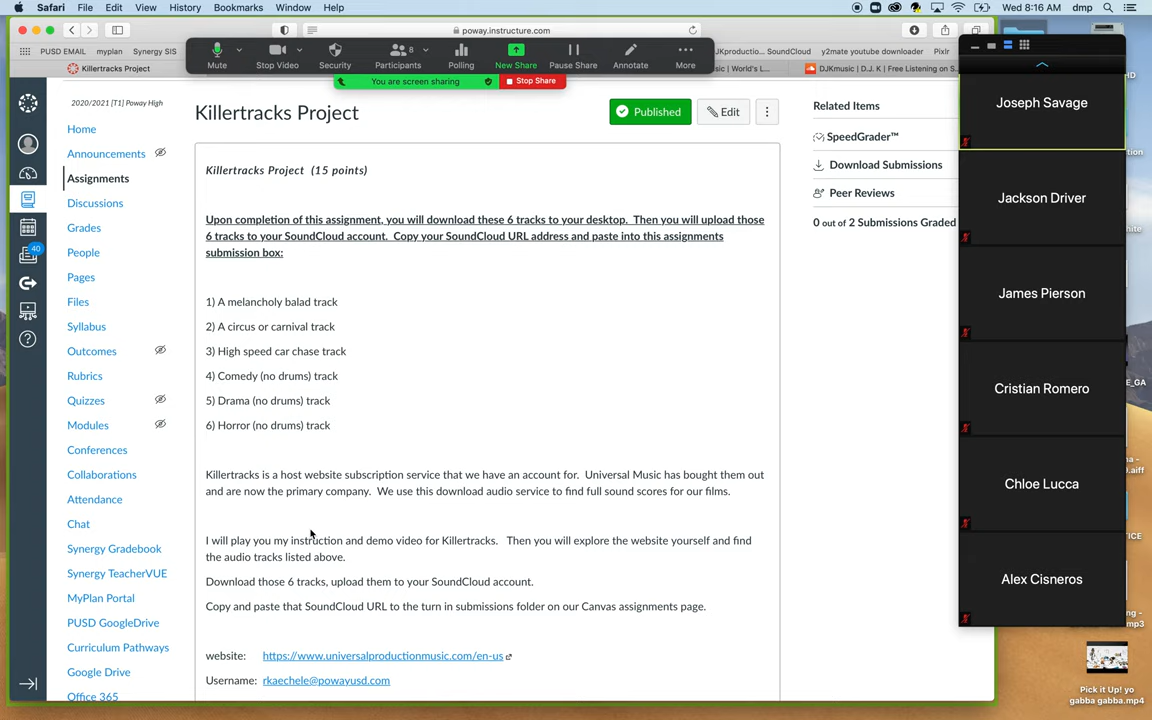 Safari File Edit View History Bookmarks Window Help Wed 8:16 AM dmp
poway.instructure.com
PUSD EMAIL myplan Synergy SIS JKproductio... SoundCloud y2mate youtube downloader Pixlr
Killertracks Project sic | World's L... DJKmusic | D.J. K | Free Listening on S
Mute Stop Video Security Participants 8 Polling New Share Pause Share Annotate More
You are screen sharing Stop Share
2020/2021 [T1] Poway High
Home
Announcements
Assignments
Discussions
Grades
People
Pages
Files
Syllabus
Outcomes
Rubrics
Quizzes
Modules
Conferences
Collaborations
Attendance
Chat
Synergy Gradebook
Synergy TeacherVUE
MyPlan Portal
PUSD GoogleDrive
Curriculum Pathways
Google Drive
Office 365
40
Killertracks Project
Published Edit
Killertracks Project (15 points)
Upon completion of this assignment, you will download these 6 tracks to your desktop. Then you will upload those
6 tracks to your SoundCloud account. Copy your SoundCloud URL address and paste into this assignments
submission box:
1) A melancholy balad track
2) A circus or carnival track
3) High speed car chase track
4) Comedy (no drums) track
5) Drama (no drums) track
6) Horror (no drums) track
Killertracks is a host website subscription service that we have an account for. Universal Music has bought them out
and are now the primary company. We use this download audio service to find full sound scores for our films.
I will play you my instruction and demo video for Killertracks. Then you will explore the website yourself and find
the audio tracks listed above.
Download those 6 tracks, upload them to your SoundCloud account.
Copy and paste that SoundCloud URL to the turn in submissions folder on our Canvas assignments page.
website: https://www.universalproductionmusic.com/en-us
Username: rkaechele@powayusd.com
Related Items
SpeedGrader™
Download Submissions
Peer Reviews
0 out of 2 Submissions Graded
Joseph Savage
Jackson Driver
James Pierson
Cristian Romero
Chloe Lucca
Alex Cisneros
HD
tion
hite
E_GA
na -
0.aiff
TICE
ng -
mp3
Pick it Up! yo
gabba gabba.mp4